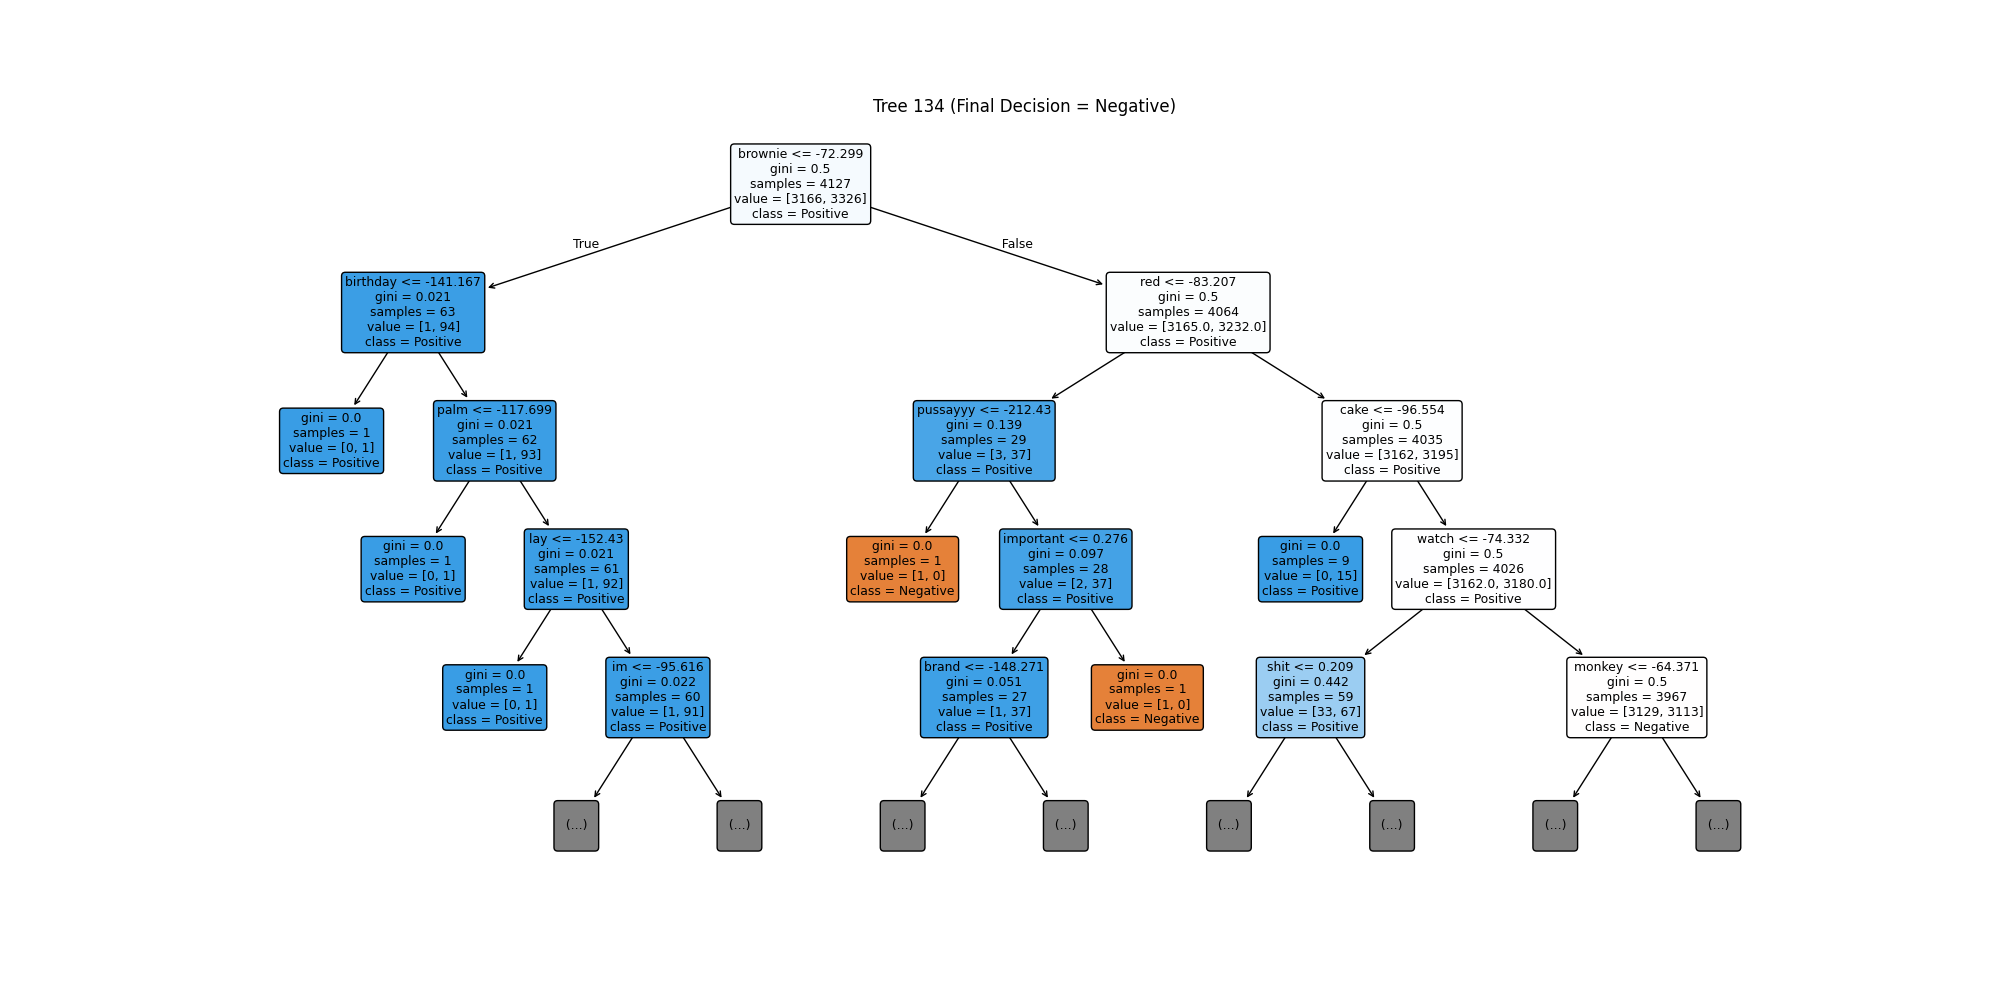 Tree 134 (Final Decision = Negative)
brownie <= -72.299
gini = 0.5
samples = 4127
value = [3166, 3326]
class = Positive
True
False
birthday <= -141.167
gini = 0.021
samples = 63
value = [1, 94]
class = Positive
red <= -83.207
gini = 0.5
samples = 4064
value = [3165.0, 3232.0]
class = Positive
gini = 0.0
samples = 1
value = [0, 1]
class = Positive
palm <= -117.699
gini = 0.021
samples = 62
value = [1, 93]
class = Positive
pussayyy <= -212.43
gini = 0.139
samples = 29
value = [3, 37]
class = Positive
cake <= -96.554
gini = 0.5
samples = 4035
value = [3162, 3195]
class = Positive
gini = 0.0
samples = 1
value = [0, 1]
class = Positive
lay <= -152.43
gini = 0.021
samples = 61
value = [1, 92]
class = Positive
gini = 0.0
samples = 1
value = [1, 0]
class = Negative
important <= 0.276
gini = 0.097
samples = 28
value = [2, 37]
class = Positive
gini = 0.0
samples = 9
value = [0, 15]
class = Positive
watch <= -74.332
gini = 0.5
samples = 4026
value = [3162.0, 3180.0]
class = Positive
gini = 0.0
samples = 1
value = [0, 1]
class = Positive
im <= -95.616
gini = 0.022
samples = 60
value = [1, 91]
class = Positive
brand <= -148.271
gini = 0.051
samples = 27
value = [1, 37]
class = Positive
gini = 0.0
samples = 1
value = [1, 0]
class = Negative
shit <= 0.209
gini = 0.442
samples = 59
value = [33, 67]
class = Positive
monkey <= -64.371
gini = 0.5
samples = 3967
value = [3129, 3113]
class = Negative
(...)
(...)
(...)
(...)
(...)
(...)
(...)
(...)